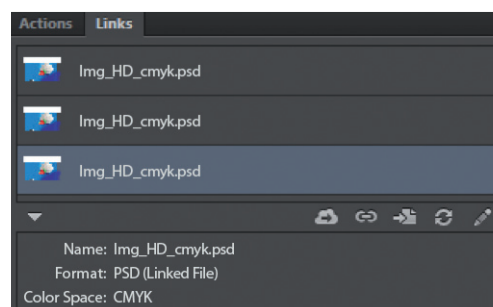 Actions Links
Img_HD_cmyk.psd
Img_HD_cmyk.psd
Img_HD_cmyk.psd
Name: Img_HD_cmyk.psd
Format: PSD (Linked File)
Color Space: CMYK